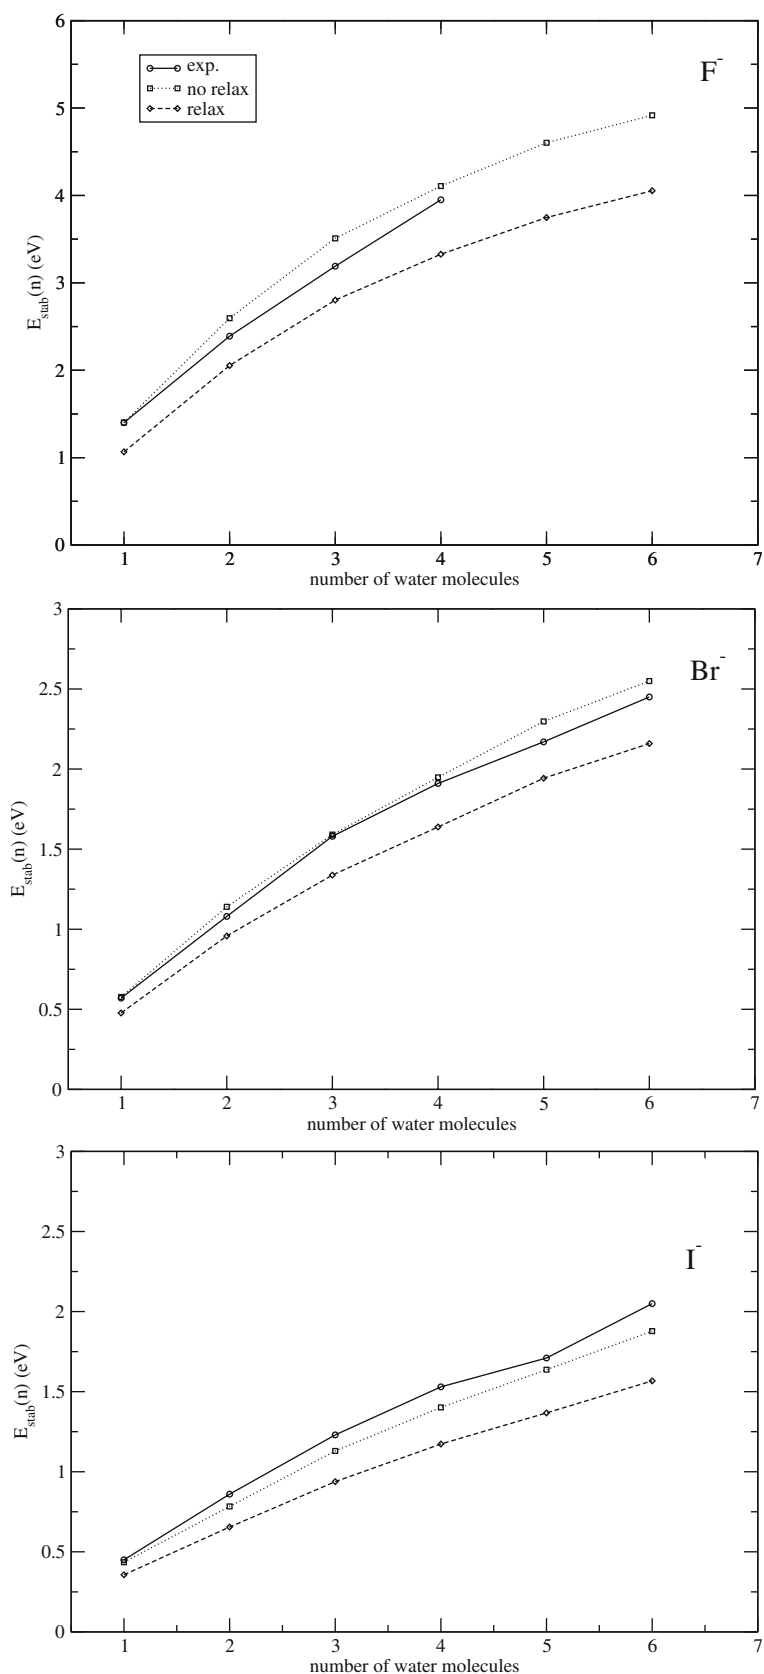 6
5
4
3
2
1
0
E_stab(n) (eV)
exp.
no relax
relax
F⁻
1 2 3 4 5 6 7
number of water molecules
3
2.5
2
1.5
1
0.5
0
E_stab(n) (eV)
Br⁻
1 2 3 4 5 6 7
number of water molecules
3
2.5
2
1.5
1
0.5
0
E_stab(n) (eV)
I⁻
1 2 3 4 5 6 7
number of water molecules